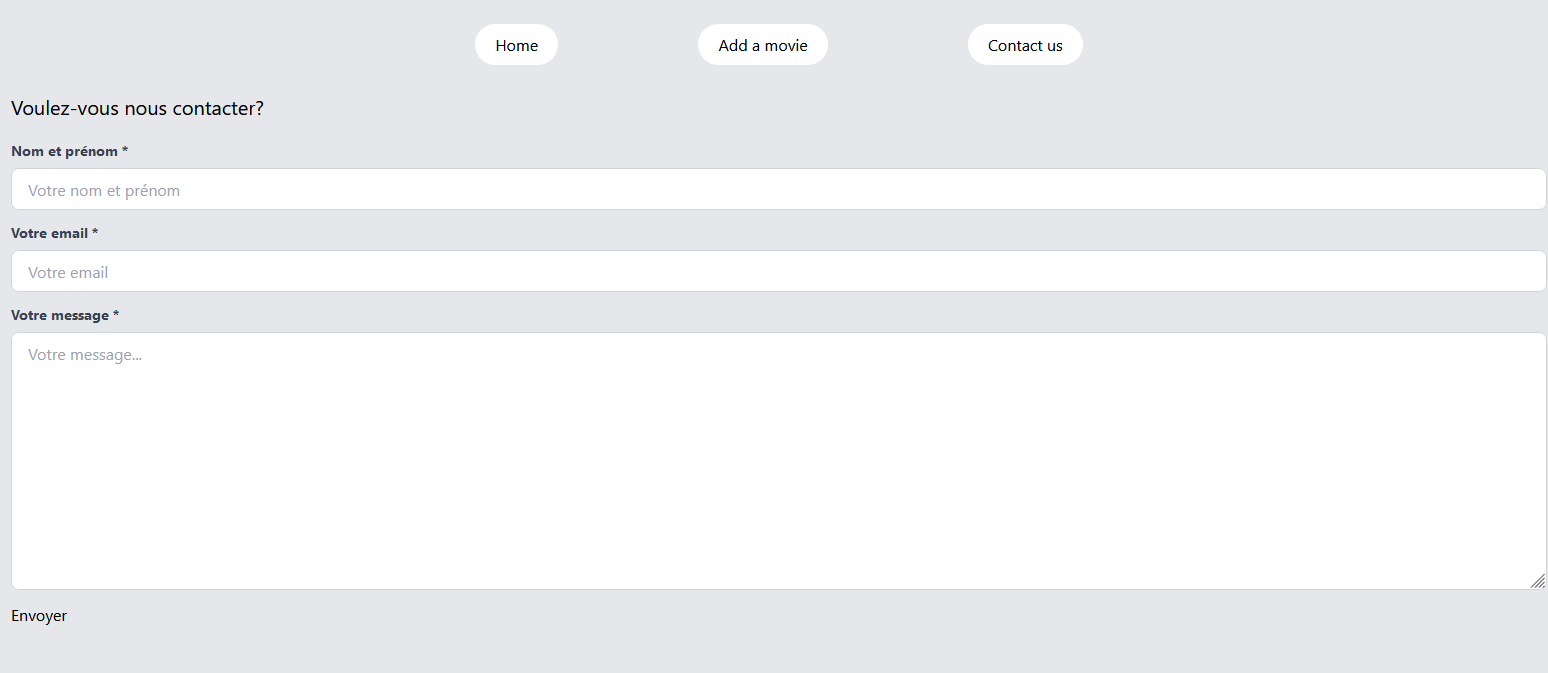 Home Add a movie Contact us
Voulez-vous nous contacter?
Nom et prénom *
Votre nom et prénom
Votre email *
Votre email
Votre message *
Votre message...
Envoyer